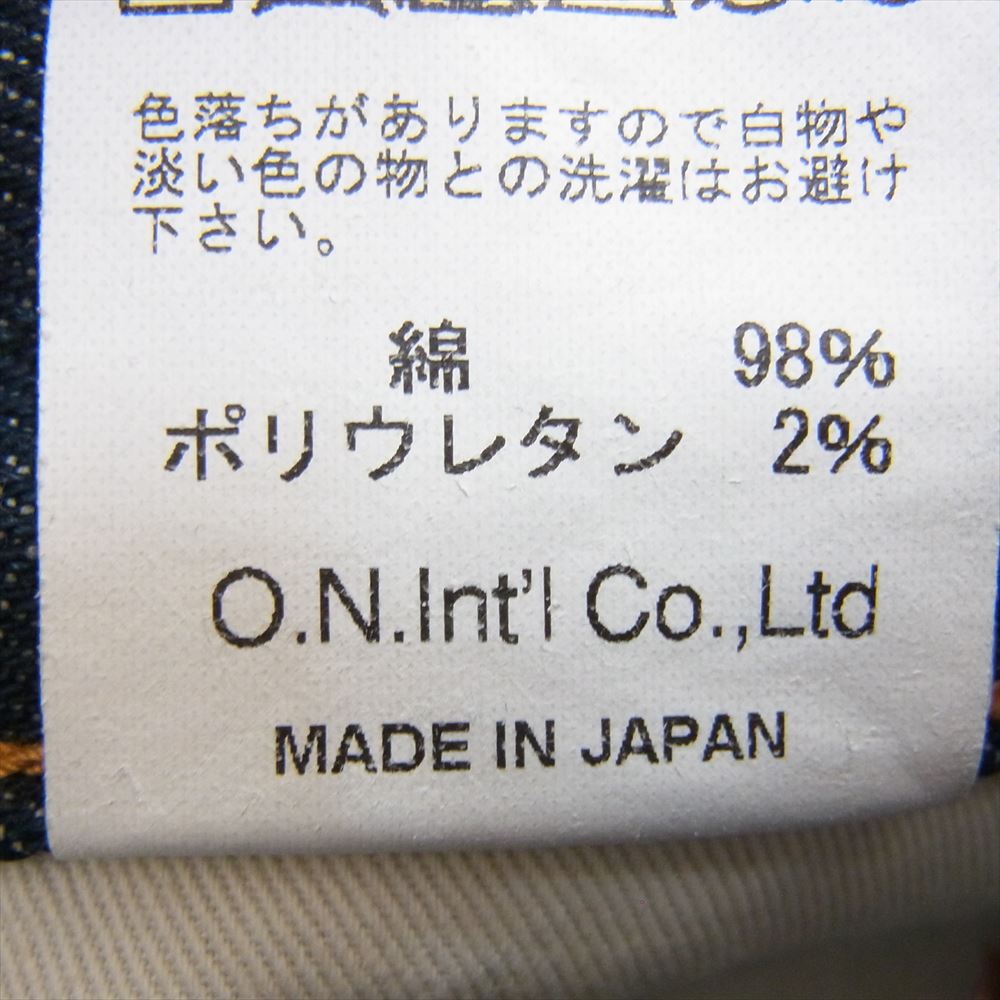 色落ちがありますので白物や
淡い色の物との洗濯はお避け
下さい。
綿 98%
ポリウレタン 2%
O.N.Int'l Co.,Ltd
MADE IN JAPAN